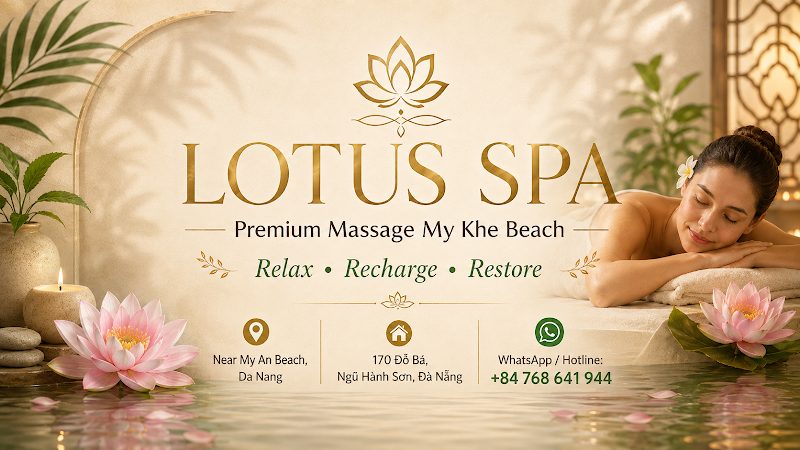 LOTUS SPA
Premium Massage My Khe Beach
Relax • Recharge • Restore
Near My An Beach,
Da Nang
170 Đỗ Bá,
Ngũ Hành Sơn, Đà Nẵng
WhatsApp / Hotline:
+84 768 641 944